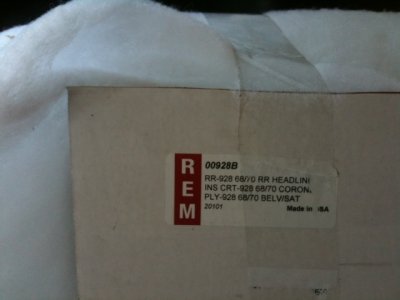 REM
00928B
RR-928 68/70 RR HEADLIN
INS CRT-928 68/70 CORON
PLY-928 68/70 BELV/SAT
20101 Made in USA